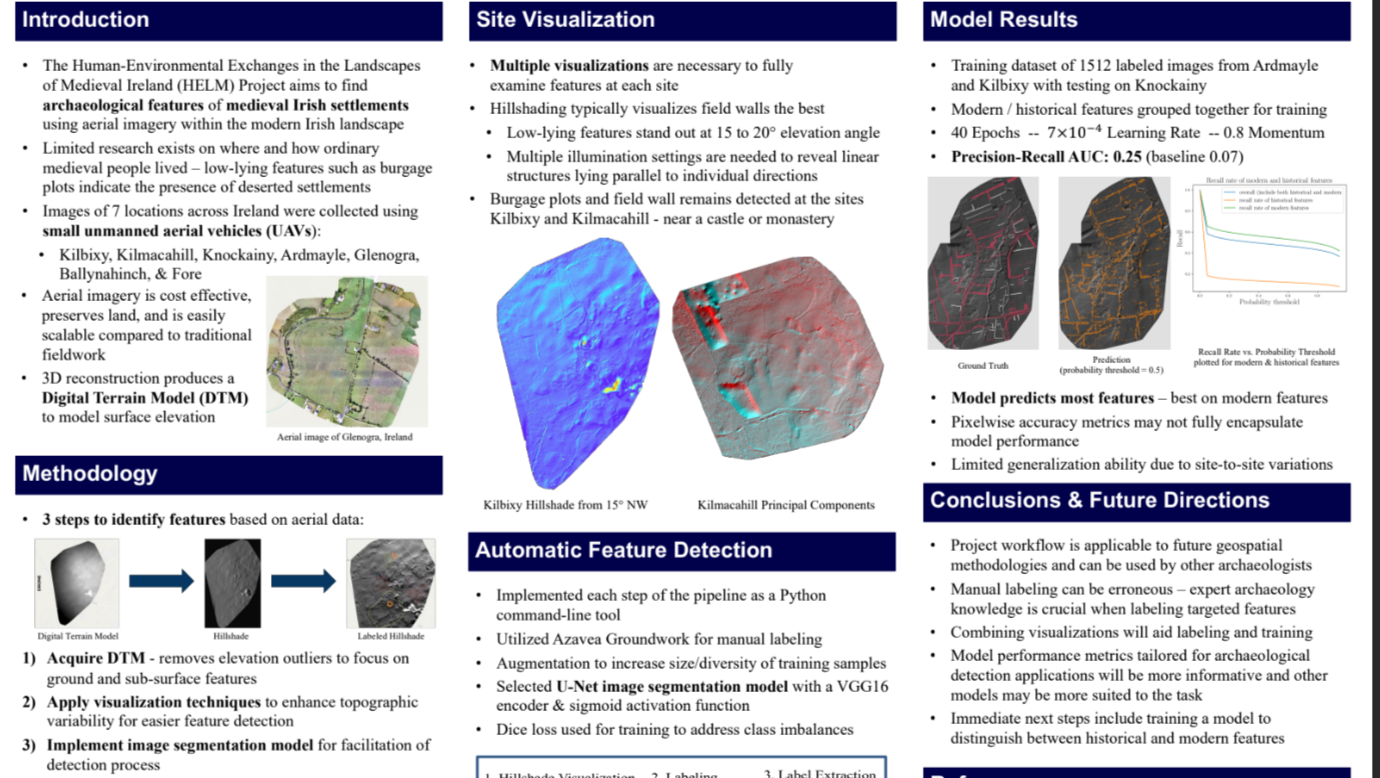 Introduction
• The Human-Environmental Exchanges in the Landscapes
of Medieval Ireland (HELM) Project aims to find
archaeological features of medieval Irish settlements
using aerial imagery within the modern Irish landscape
• Limited research exists on where and how ordinary
medieval people lived – low-lying features such as burgage
plots indicate the presence of deserted settlements
• Images of 7 locations across Ireland were collected using
small unmanned aerial vehicles (UAVs):
• Kilbixy, Kilmacahill, Knockainy, Ardmayle, Glenogra,
Ballynahinch, & Fore
• Aerial imagery is cost effective,
preserves land, and is easily
scalable compared to traditional
fieldwork
• 3D reconstruction produces a
Digital Terrain Model (DTM)
to model surface elevation
Aerial image of Glenogra, Ireland
Methodology
• 3 steps to identify features based on aerial data:
Digital Terrain Model
Hillshade
Labeled Hillshade
1) Acquire DTM - removes elevation outliers to focus on
ground and sub-surface features
2) Apply visualization techniques to enhance topographic
variability for easier feature detection
3) Implement image segmentation model for facilitation of
detection process
Site Visualization
• Multiple visualizations are necessary to fully
examine features at each site
• Hillshading typically visualizes field walls the best
• Low-lying features stand out at 15 to 20° elevation angle
• Multiple illumination settings are needed to reveal linear
structures lying parallel to individual directions
• Burgage plots and field wall remains detected at the sites
Kilbixy and Kilmacahill - near a castle or monastery
Kilbixy Hillshade from 15° NW
Kilmacahill Principal Components
Automatic Feature Detection
• Implemented each step of the pipeline as a Python
command-line tool
• Utilized Azavea Groundwork for manual labeling
• Augmentation to increase size/diversity of training samples
• Selected U-Net image segmentation model with a VGG16
encoder & sigmoid activation function
• Dice loss used for training to address class imbalances
1. Hillshade Visualization 2. Labeling 3. Label Extraction
Model Results
• Training dataset of 1512 labeled images from Ardmayle
and Kilbixy with testing on Knockainy
• Modern / historical features grouped together for training
• 40 Epochs -- 7×10⁻⁴ Learning Rate -- 0.8 Momentum
• Precision-Recall AUC: 0.25 (baseline 0.07)
Recall rate of modern and historical features
overall (include both historical and modern
recall rate of historical features
recall rate of modern features
Recall
Probability threshold
Ground Truth
Prediction
(probability threshold = 0.5)
Recall Rate vs. Probability Threshold
plotted for modern & historical features
• Model predicts most features – best on modern features
• Pixelwise accuracy metrics may not fully encapsulate
model performance
• Limited generalization ability due to site-to-site variations
Conclusions & Future Directions
• Project workflow is applicable to future geospatial
methodologies and can be used by other archaeologists
• Manual labeling can be erroneous – expert archaeology
knowledge is crucial when labeling targeted features
• Combining visualizations will aid labeling and training
• Model performance metrics tailored for archaeological
detection applications will be more informative and other
models may be more suited to the task
• Immediate next steps include training a model to
distinguish between historical and modern features